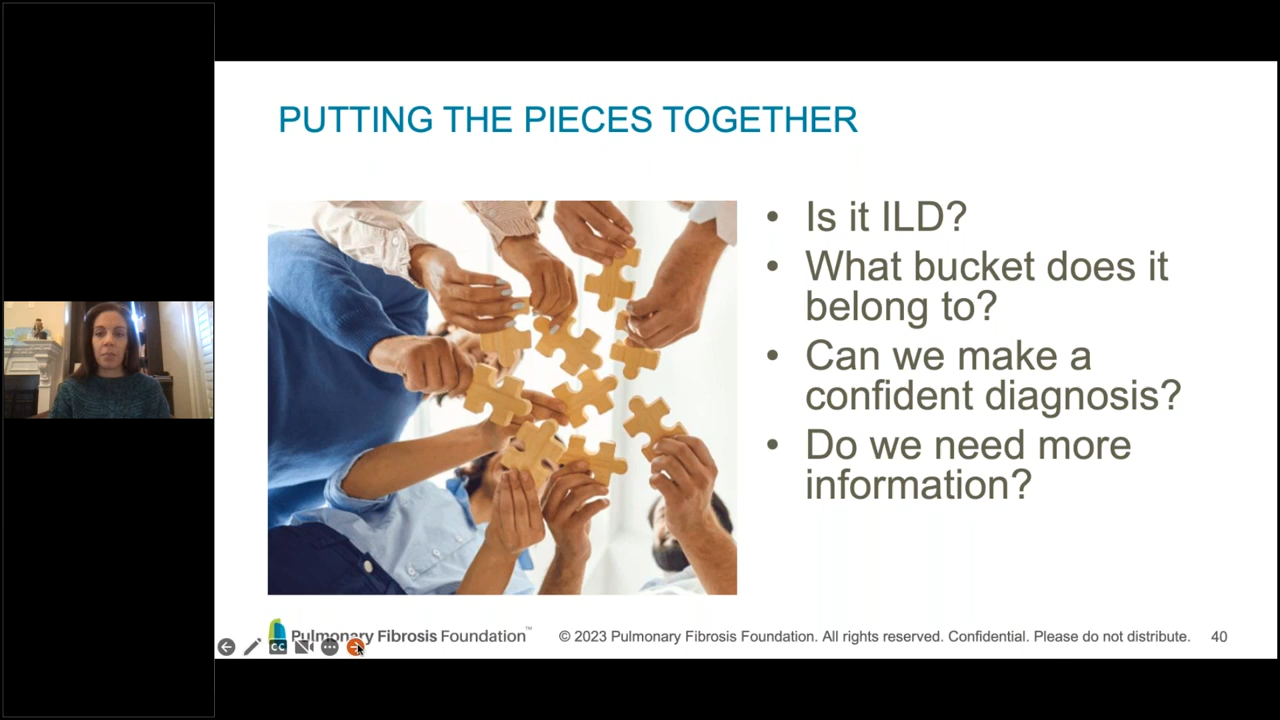 PUTTING THE PIECES TOGETHER
• Is it ILD?
• What bucket does it
belong to?
• Can we make a
confident diagnosis?
• Do we need more
information?
Pulmonary Fibrosis Foundation™ © 2023 Pulmonary Fibrosis Foundation. All rights reserved. Confidential. Please do not distribute. 40
CC